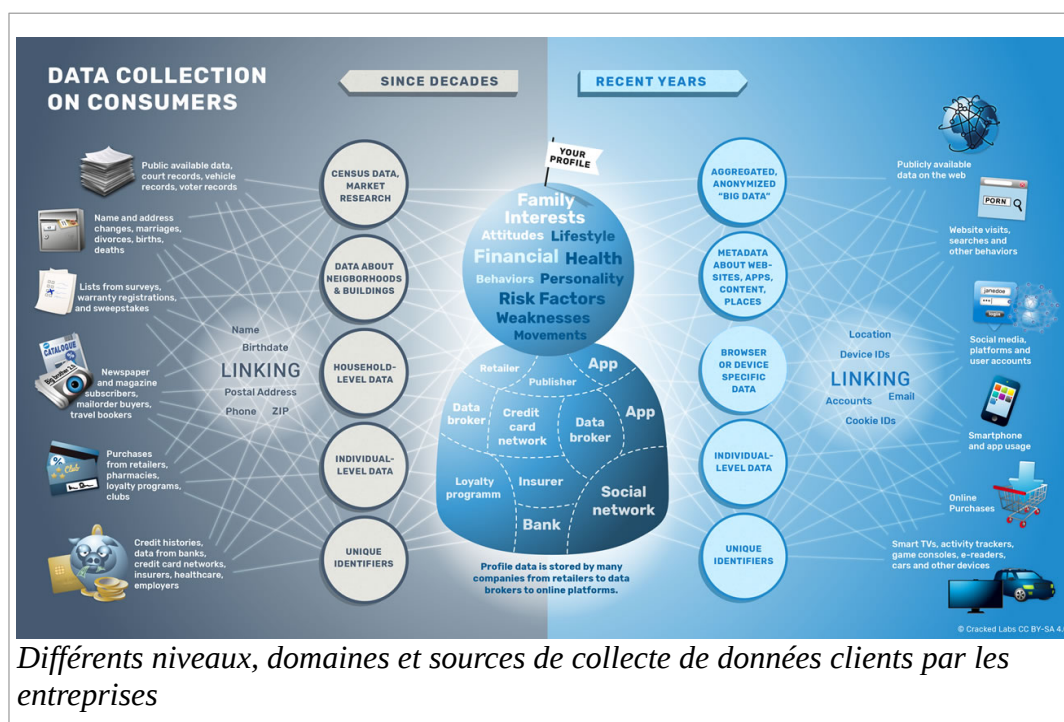 DATA COLLECTION
ON CONSUMERS
SINCE DECADES
RECENT YEARS
Public available data,
court records, vehicle
records, voter records
Name and address
changes, marriages,
divorces, births,
deaths
Lists from surveys,
warranty registrations,
and sweepstakes
CATALOGUE
Big brother 2.0
Newspaper
and magazine
subscribers,
mailorder buyers,
travel bookers
Club
Purchases
from retailers,
pharmacies,
loyalty programs,
clubs
Credit histories,
data from banks,
credit card networks,
insurers, healthcare,
employers
Name
Birthdate
LINKING
Postal Address
Phone ZIP
CENSUS DATA,
MARKET
RESEARCH
DATA ABOUT
NEIGBORHOODS
& BUILDINGS
HOUSEHOLD-
LEVEL DATA
INDIVIDUAL-
LEVEL DATA
UNIQUE
IDENTIFIERS
YOUR
PROFILE
Family
Interests
Attitudes Lifestyle
Financial Health
Behaviors Personality
Risk Factors
Weaknesses
Movements
Retailer
Publisher
App
Data
broker
Credit
card
network
Data
broker
App
Loyalty
programm
Insurer
Bank
Social
network
Profile data is stored by many
companies from retailers to data
brokers to online platforms.
AGGREGATED,
ANONYMIZED
"BIG DATA"
METADATA
ABOUT WEB-
SITES, APPS,
CONTENT,
PLACES
BROWSER
OR DEVICE
SPECIFIC
DATA
INDIVIDUAL-
LEVEL DATA
UNIQUE
IDENTIFIERS
Location
Device IDs
LINKING
Accounts Email
Cookie IDs
Publicly available
data on the web
PORN
Website visits,
searches and
other behaviors
janedoe
login
Social media,
platforms and
user accounts
Smartphone
and app usage
Online
Purchases
Smart TVs, activity trackers,
game consoles, e-readers,
cars and other devices
© Cracked Labs CC BY-SA 4.
Différents niveaux, domaines et sources de collecte de données clients par les
entreprises